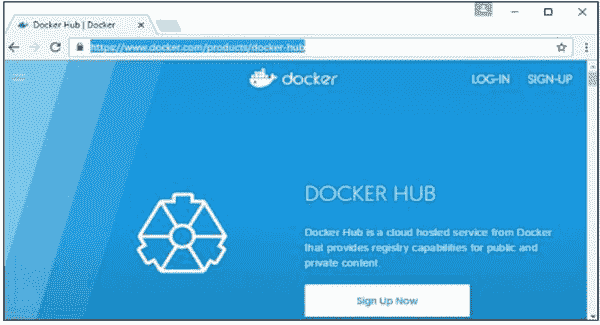 Docker Hub | Docker
https://www.docker.com/products/docker-hub
docker
LOG-IN SIGN-UP
DOCKER HUB
Docker Hub is a cloud hosted service from Docker
that provides registry capabilities for public and
private content.
Sign Up Now